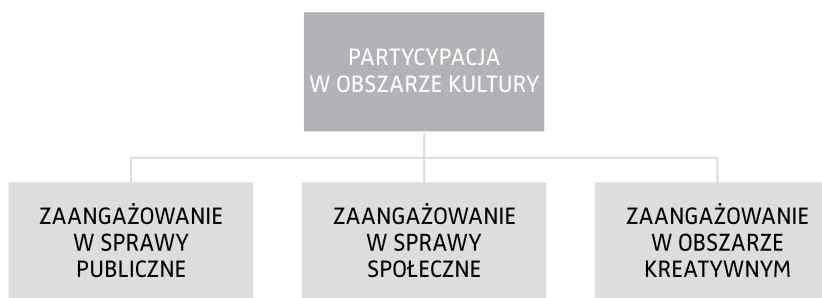 PARTYCYPACJA
W OBSZARZE KULTURY
ZAANGAŻOWANIE
W SPRAWY
PUBLICZNE
ZAANGAŻOWANIE
W SPRAWY
SPOŁECZNE
ZAANGAŻOWANIE
W OBSZARZE
KREATYWNYM